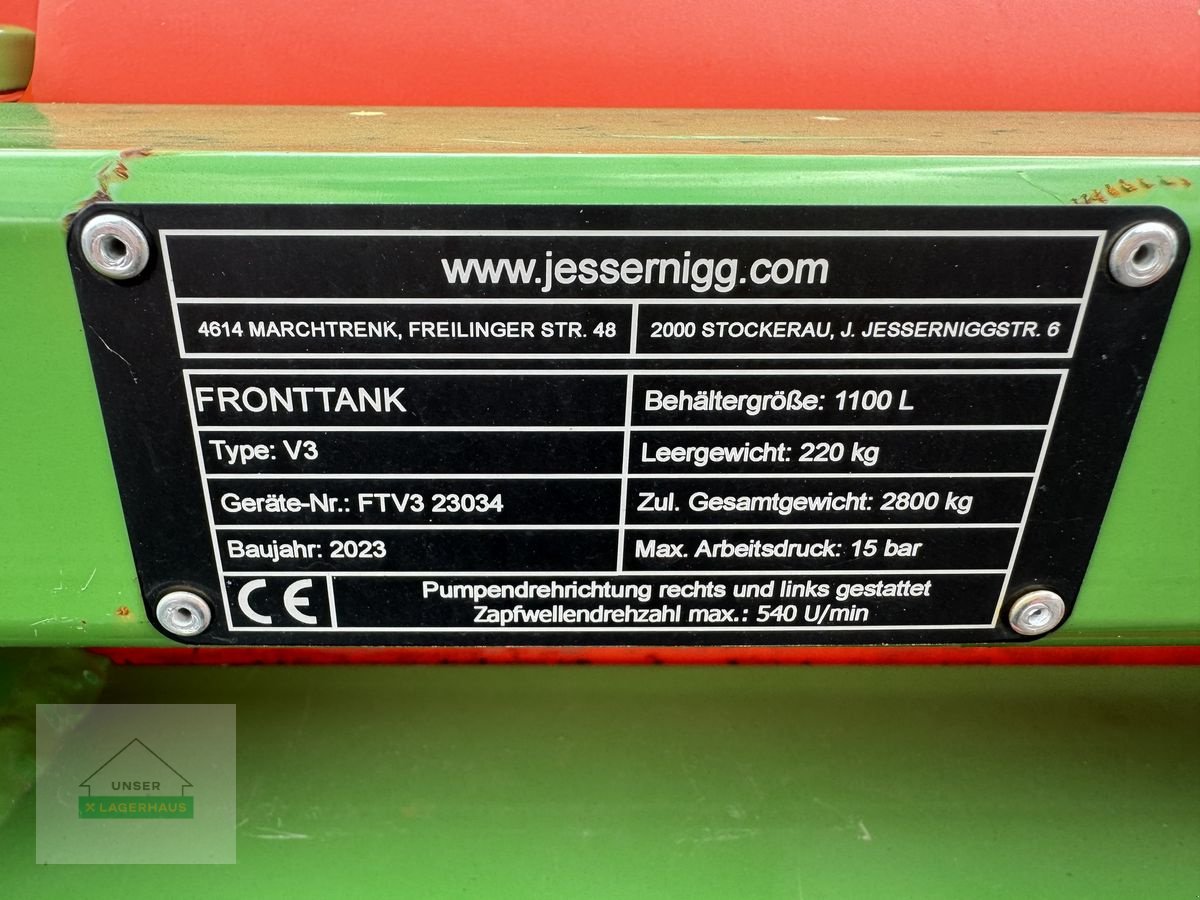 www.jessernigg.com
4614 MARCHTRENK, FREILINGER STR. 48
2000 STOCKERAU, J. JESSERNIGGSTR. 6
FRONTTANK
Behältergröße: 1100 L
Type: V3
Leergewicht: 220 kg
Geräte-Nr.: FTV3 23034
Zul. Gesamtgewicht: 2800 kg
Baujahr: 2023
Max. Arbeitsdruck: 15 bar
CE
Pumpendrehrichtung rechts und links gestattet
Zapfwellendrehzahl max.: 540 U/min
UNSER
X LAGERHAUS